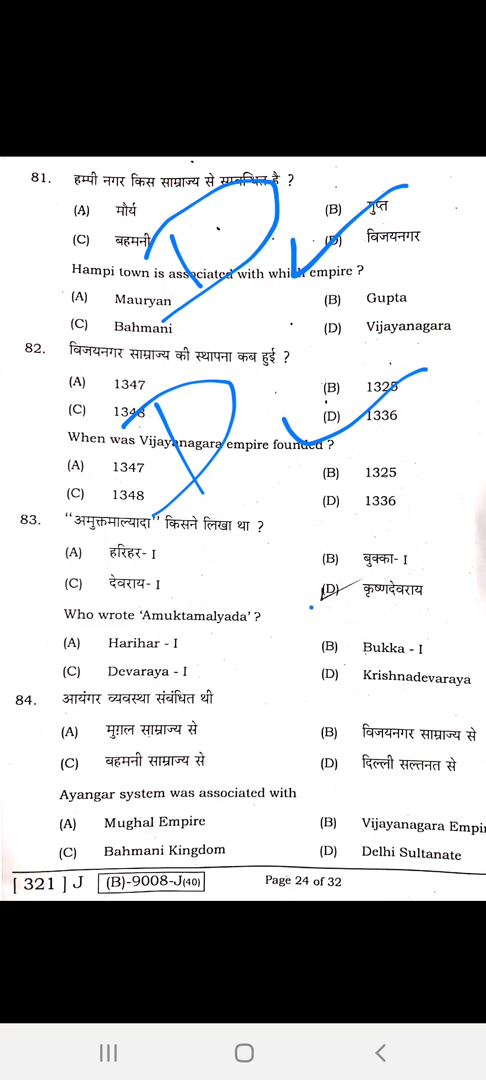 81. हम्पी नगर किस साम्राज्य से सम्बन्धित है ?
(A) मौर्य (B) गुप्त
(C) बहमनी (D) विजयनगर
Hampi town is associated with which empire ?
(A) Mauryan (B) Gupta
(C) Bahmani (D) Vijayanagara
82. विजयनगर साम्राज्य की स्थापना कब हुई ?
(A) 1347 (B) 1325
(C) 1348 (D) 1336
When was Vijayanagara empire founded ?
(A) 1347 (B) 1325
(C) 1348 (D) 1336
83. “अमुक्तमाल्यादा” किसने लिखा था ?
(A) हरिहर- I (B) बुक्का- I
(C) देवराय- I (D) कृष्णदेवराय
Who wrote ‘Amuktamalyada’ ?
(A) Harihar - I (B) Bukka - I
(C) Devaraya - I (D) Krishnadevaraya
84. आयंगर व्यवस्था संबंधित थी
(A) मुग़ल साम्राज्य से (B) विजयनगर साम्राज्य से
(C) बहमनी साम्राज्य से (D) दिल्ली सल्तनत से
Ayangar system was associated with
(A) Mughal Empire (B) Vijayanagara Empi
(C) Bahmani Kingdom (D) Delhi Sultanate
[ 321 ] J (B)-9008-J(40) Page 24 of 32
D
D